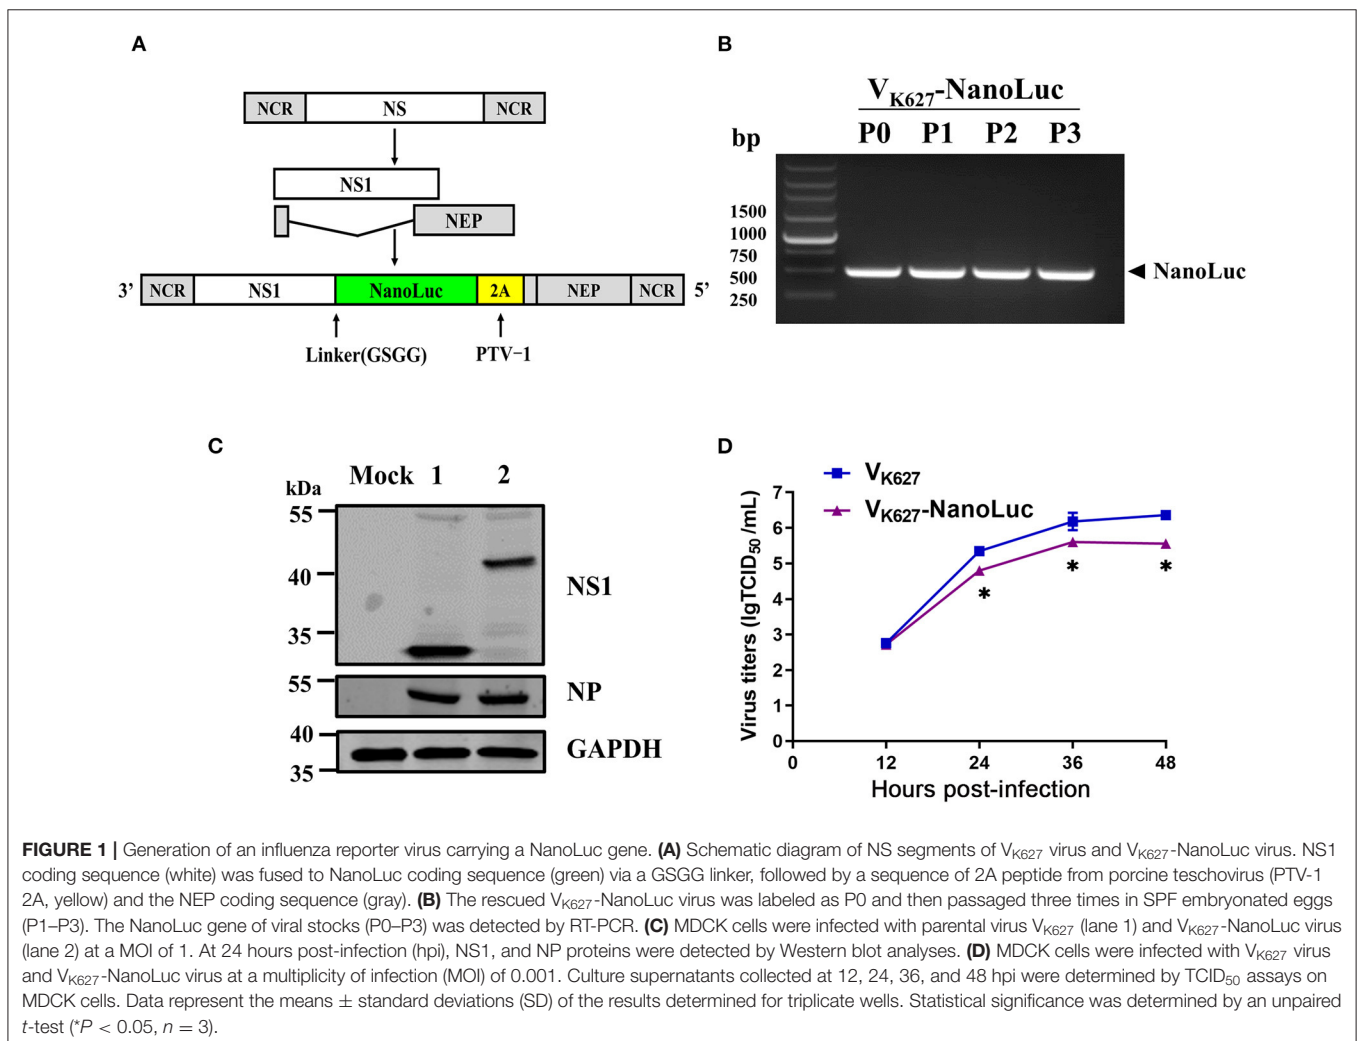 A
NCR NS NCR
NS1
NEP
3’ NCR NS1 NanoLuc 2A NEP NCR 5’
Linker(GSGG) PTV−1
B
V_K627-NanoLuc
bp P0 P1 P2 P3
1500
1000
750
500
250
NanoLuc
C
Mock 1 2
kDa
55
40
35
NS1
55
NP
40
35
GAPDH
D
V_K627
V_K627-NanoLuc
Virus titers (lgTCID50 /mL)
7
6
5
4
3
2
1
0
* * *
0 12 24 36 48
Hours post-infection
FIGURE 1 | Generation of an influenza reporter virus carrying a NanoLuc gene. (A) Schematic diagram of NS segments of V_K627 virus and V_K627-NanoLuc virus. NS1
coding sequence (white) was fused to NanoLuc coding sequence (green) via a GSGG linker, followed by a sequence of 2A peptide from porcine teschovirus (PTV-1
2A, yellow) and the NEP coding sequence (gray). (B) The rescued V_K627-NanoLuc virus was labeled as P0 and then passaged three times in SPF embryonated eggs
(P1–P3). The NanoLuc gene of viral stocks (P0–P3) was detected by RT-PCR. (C) MDCK cells were infected with parental virus V_K627 (lane 1) and V_K627-NanoLuc virus
(lane 2) at a MOI of 1. At 24 hours post-infection (hpi), NS1, and NP proteins were detected by Western blot analyses. (D) MDCK cells were infected with V_K627 virus
and V_K627-NanoLuc virus at a multiplicity of infection (MOI) of 0.001. Culture supernatants collected at 12, 24, 36, and 48 hpi were determined by TCID50 assays on
MDCK cells. Data represent the means ± standard deviations (SD) of the results determined for triplicate wells. Statistical significance was determined by an unpaired
t-test (*P < 0.05, n = 3).